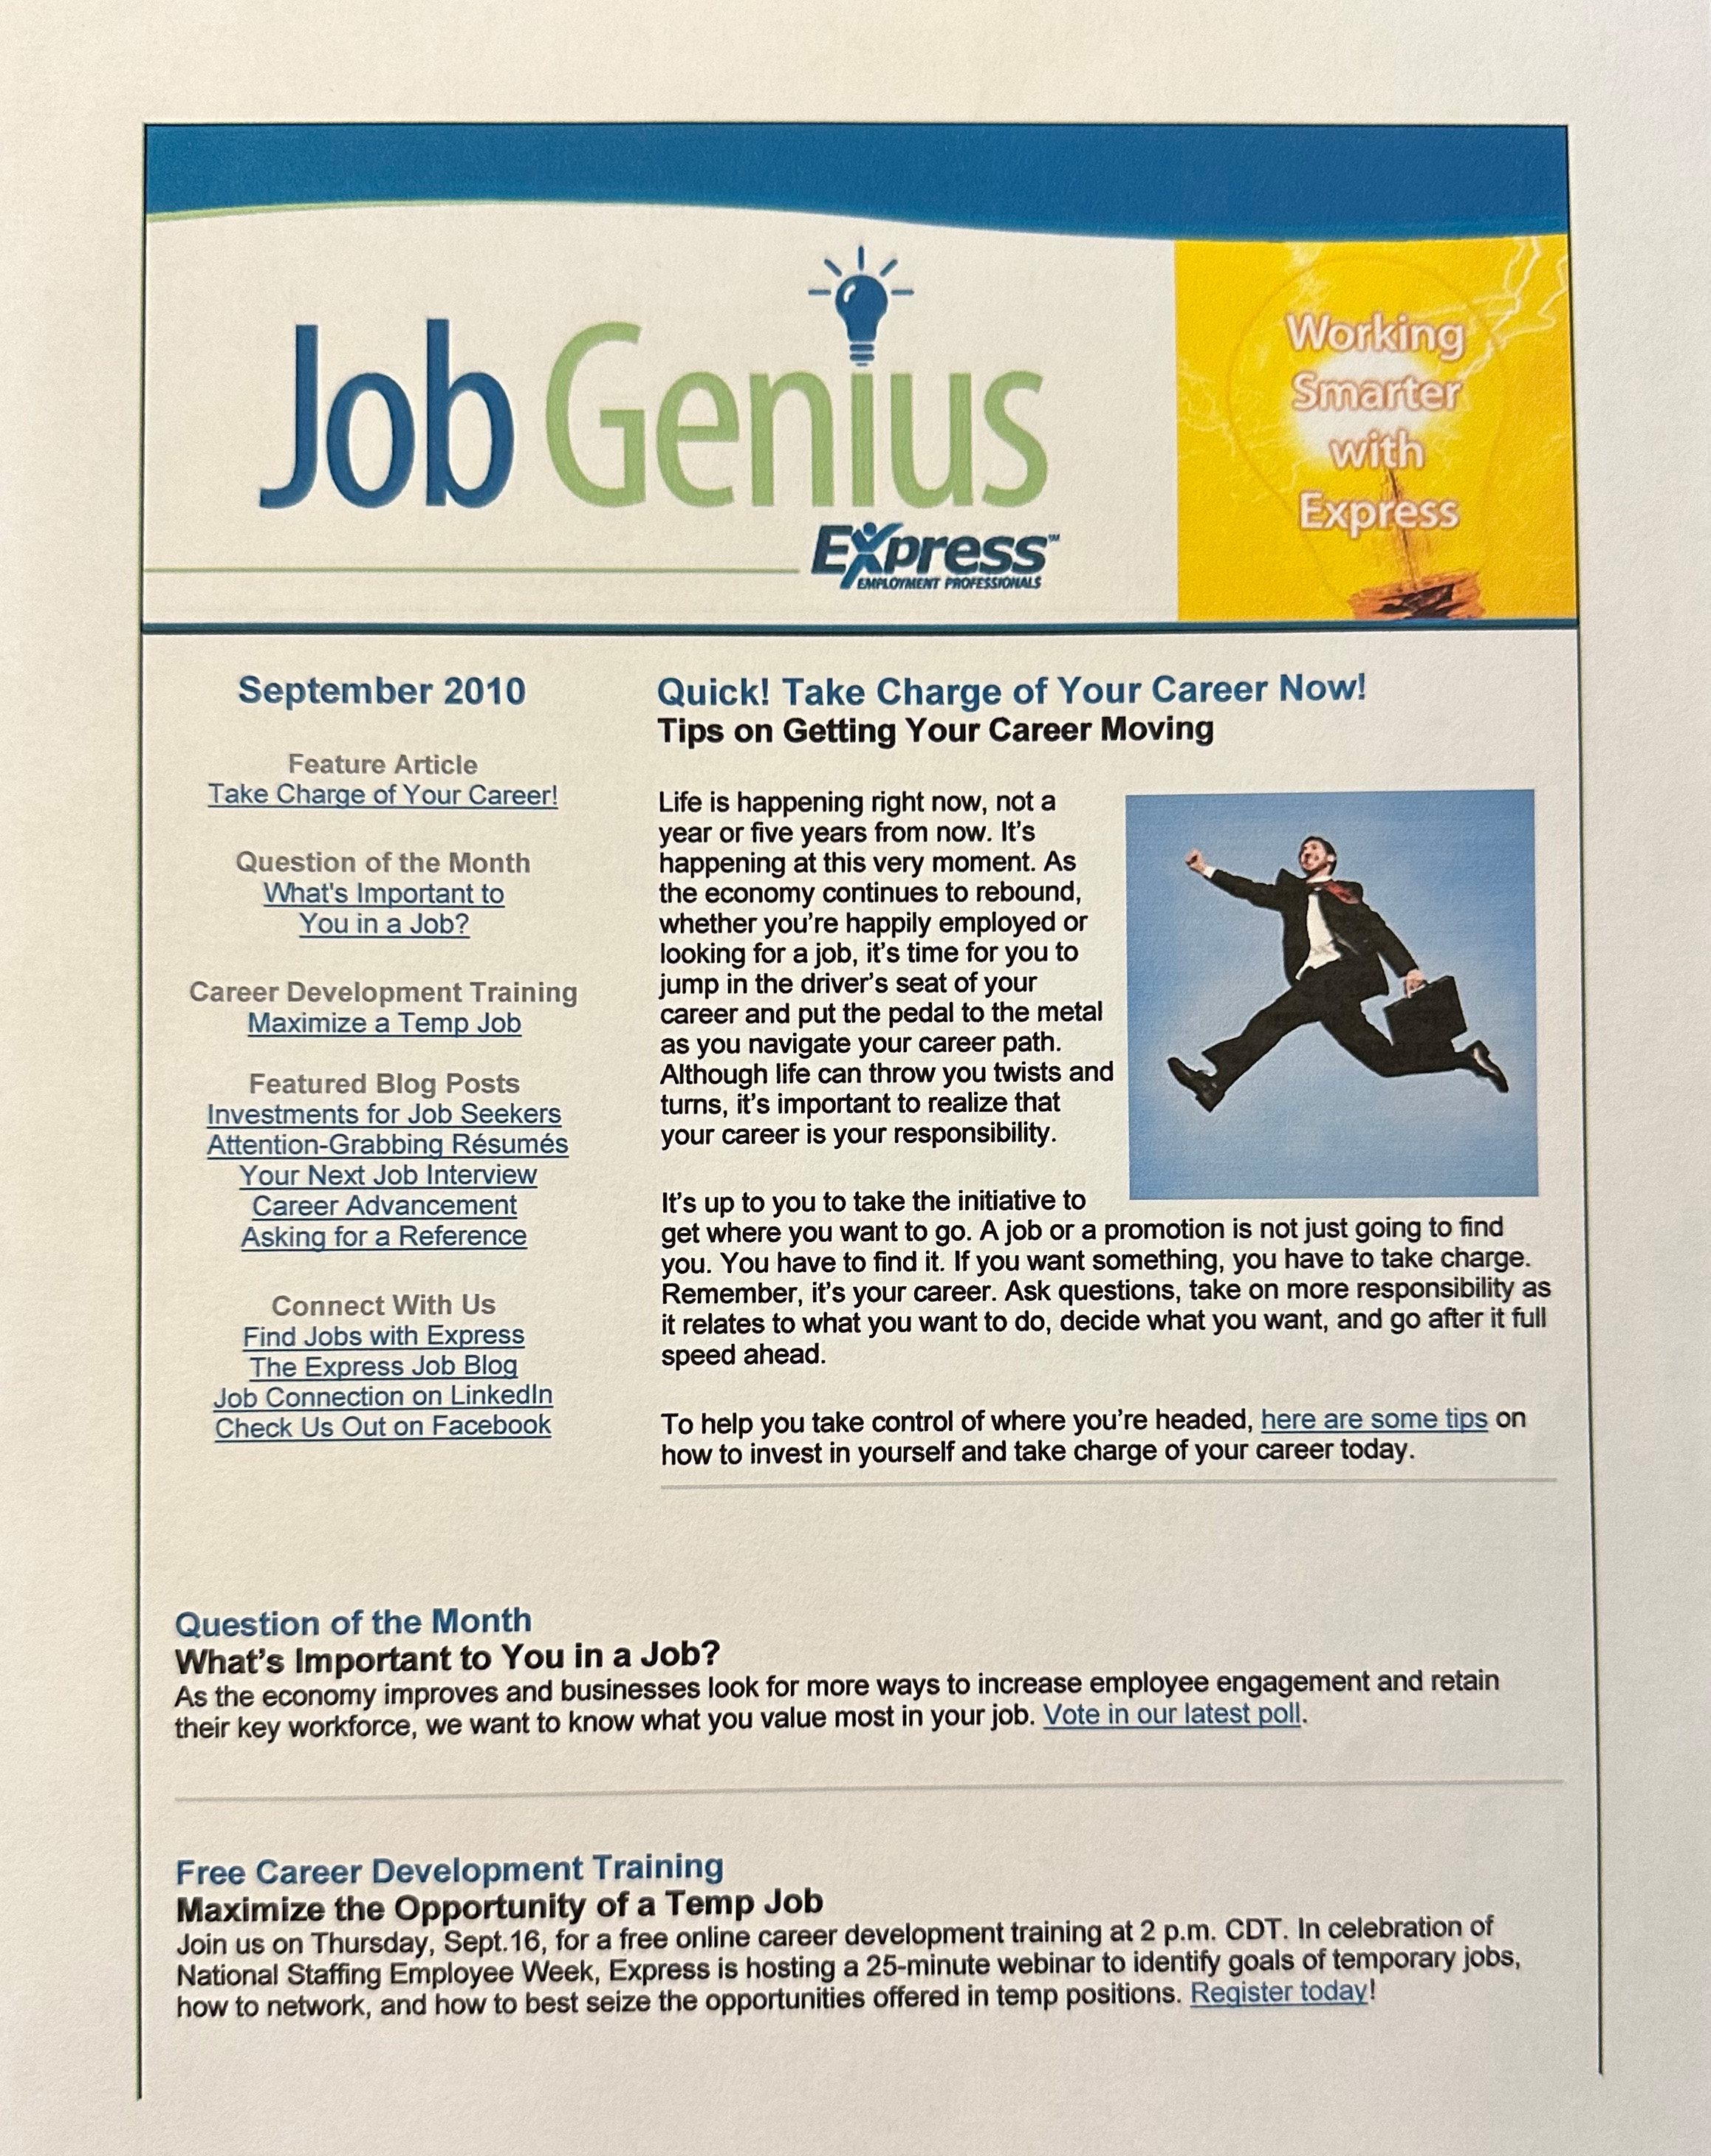 Job Genius
Express℠
EMPLOYMENT PROFESSIONALS
Working
Smarter
with
Express
September 2010
Feature Article
Take Charge of Your Career!
Question of the Month
What's Important to
You in a Job?
Career Development Training
Maximize a Temp Job
Featured Blog Posts
Investments for Job Seekers
Attention-Grabbing Résumés
Your Next Job Interview
Career Advancement
Asking for a Reference
Connect With Us
Find Jobs with Express
The Express Job Blog
Job Connection on LinkedIn
Check Us Out on Facebook
Quick! Take Charge of Your Career Now!
Tips on Getting Your Career Moving
Life is happening right now, not a
year or five years from now. It’s
happening at this very moment. As
the economy continues to rebound,
whether you’re happily employed or
looking for a job, it’s time for you to
jump in the driver’s seat of your
career and put the pedal to the metal
as you navigate your career path.
Although life can throw you twists and
turns, it’s important to realize that
your career is your responsibility.
It’s up to you to take the initiative to
get where you want to go. A job or a promotion is not just going to find
you. You have to find it. If you want something, you have to take charge.
Remember, it’s your career. Ask questions, take on more responsibility as
it relates to what you want to do, decide what you want, and go after it full
speed ahead.
To help you take control of where you’re headed, here are some tips on
how to invest in yourself and take charge of your career today.
Question of the Month
What’s Important to You in a Job?
As the economy improves and businesses look for more ways to increase employee engagement and retain
their key workforce, we want to know what you value most in your job. Vote in our latest poll.
Free Career Development Training
Maximize the Opportunity of a Temp Job
Join us on Thursday, Sept.16, for a free online career development training at 2 p.m. CDT. In celebration of
National Staffing Employee Week, Express is hosting a 25-minute webinar to identify goals of temporary jobs,
how to network, and how to best seize the opportunities offered in temp positions. Register today!